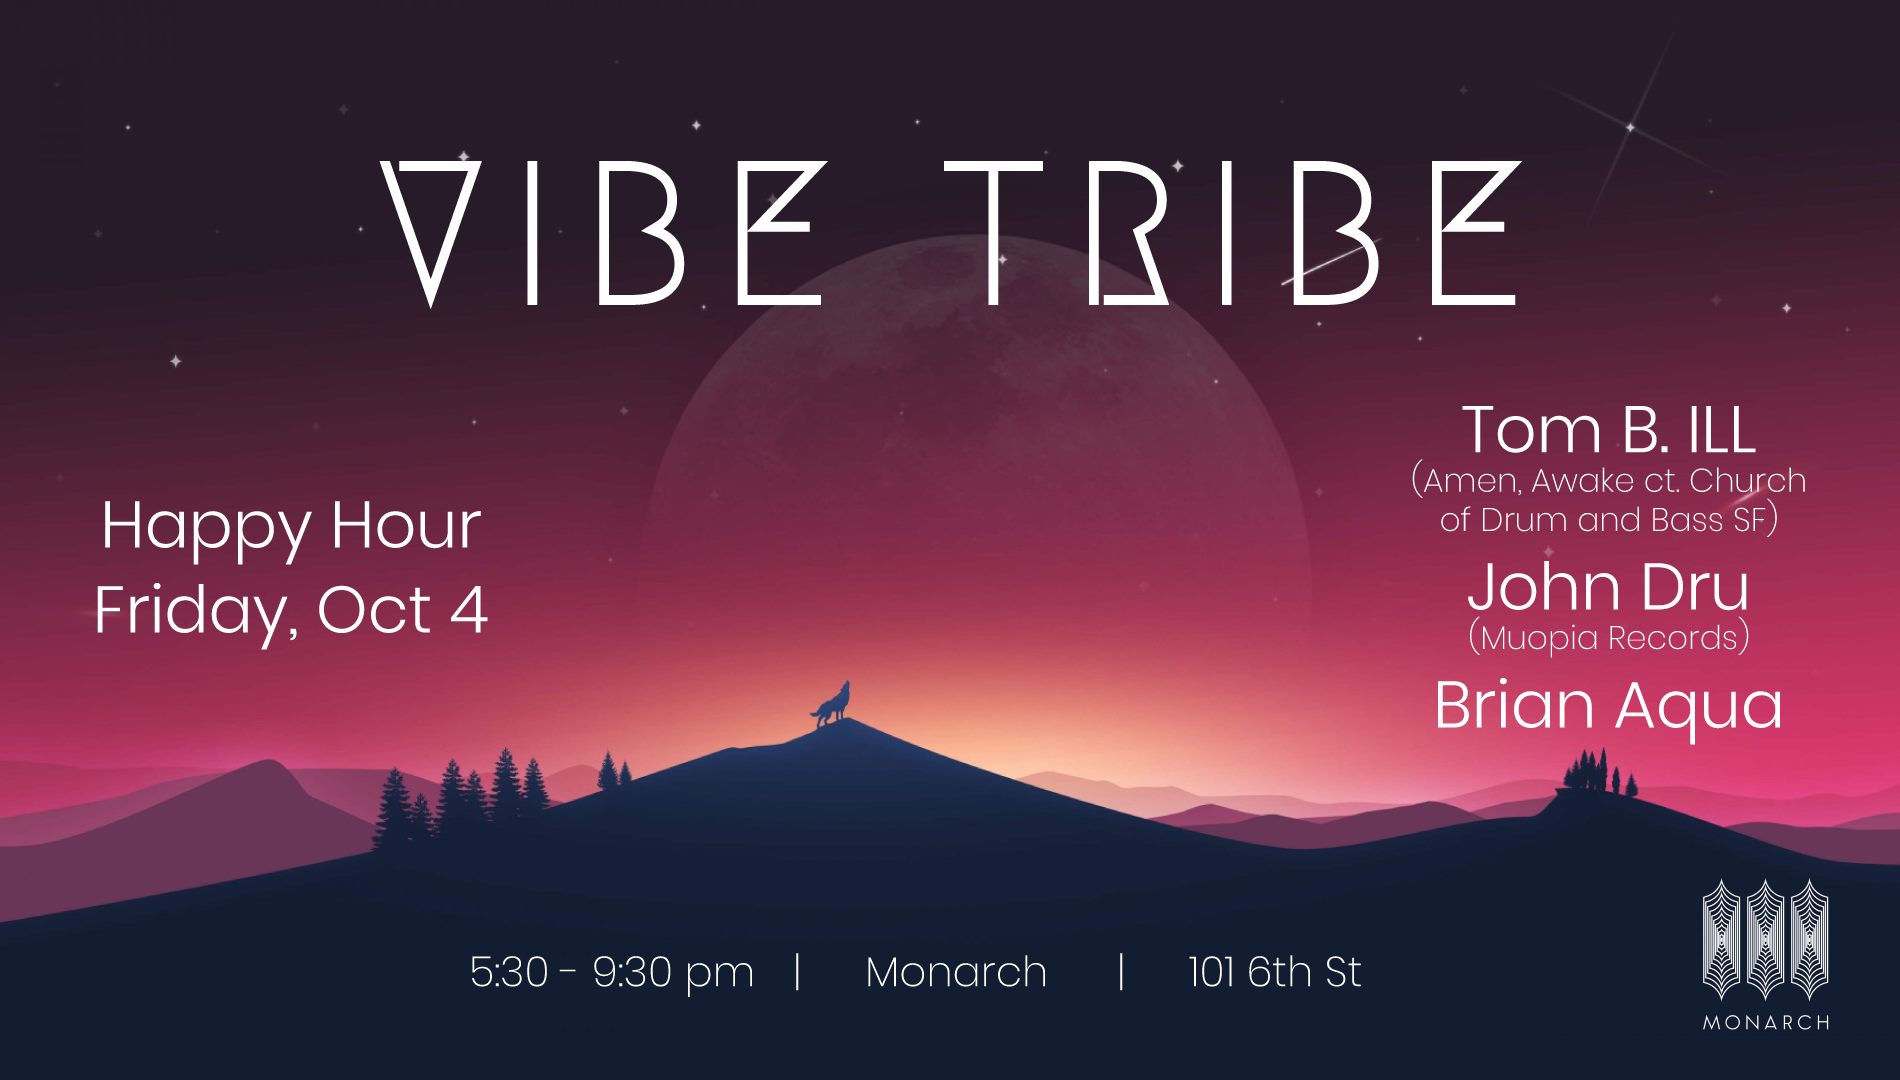 VIBE TRIBE
Happy Hour
Friday, Oct 4
Tom B. ILL
(Amen, Awake ct. Church
of Drum and Bass SF)
John Dru
(Muopia Records)
Brian Aqua
5:30 - 9:30 pm | Monarch | 101 6th St
MONARCH